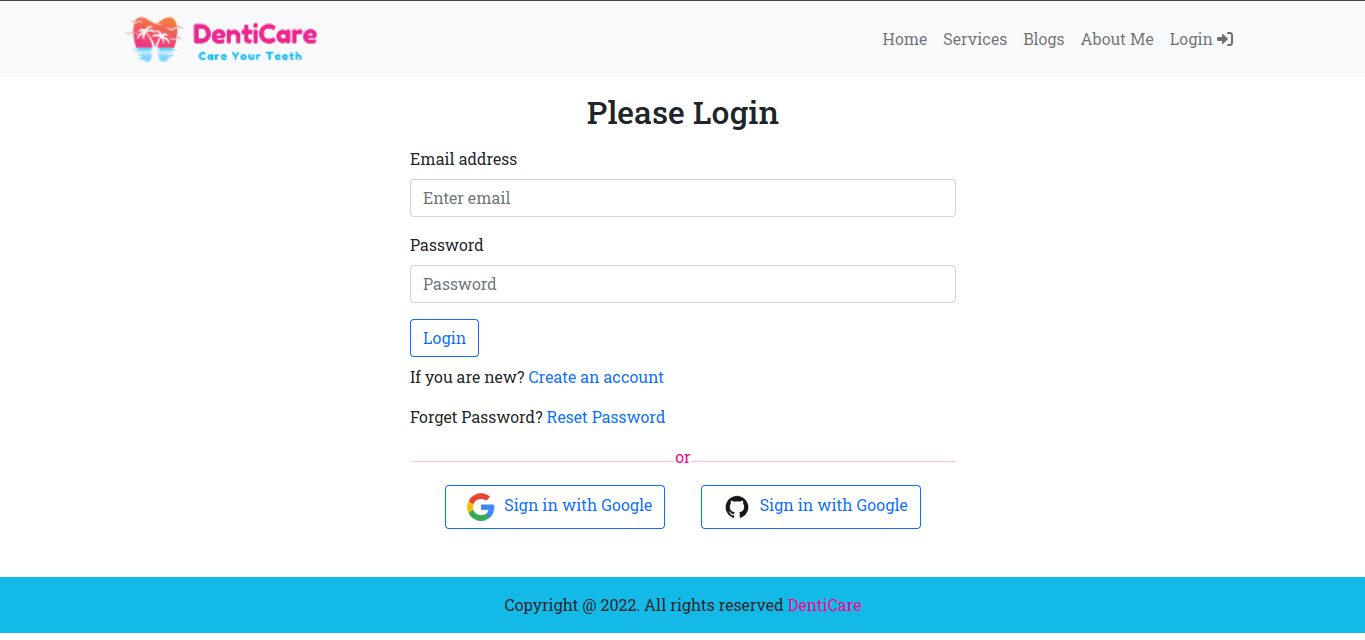 DentiCare
Care Your Teeth
Home Services Blogs About Me Login
Please Login
Email address
Enter email
Password
Password
Login
If you are new? Create an account
Forget Password? Reset Password
or
Sign in with Google Sign in with Google
Copyright @ 2022. All rights reserved DentiCare